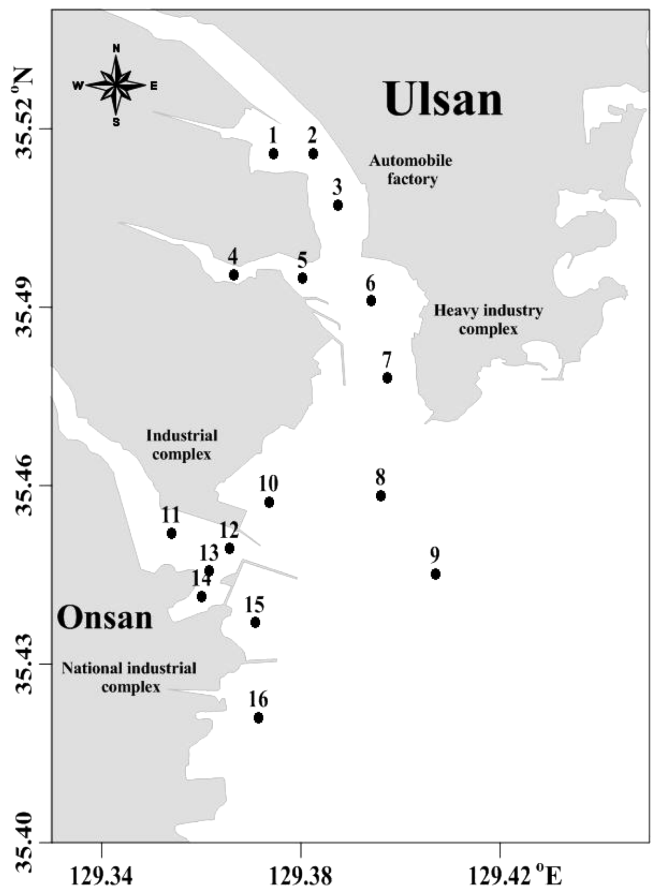 N
W E
S
Ulsan
35.52 °N
1 2
Automobile
factory
3
4 5
6
35.49
Heavy industry
complex
7
Industrial
complex
8
35.46
10
11
12
9
13
14
15
Onsan
National industrial
complex
35.43
16
35.40
129.34 129.38 129.42 °E